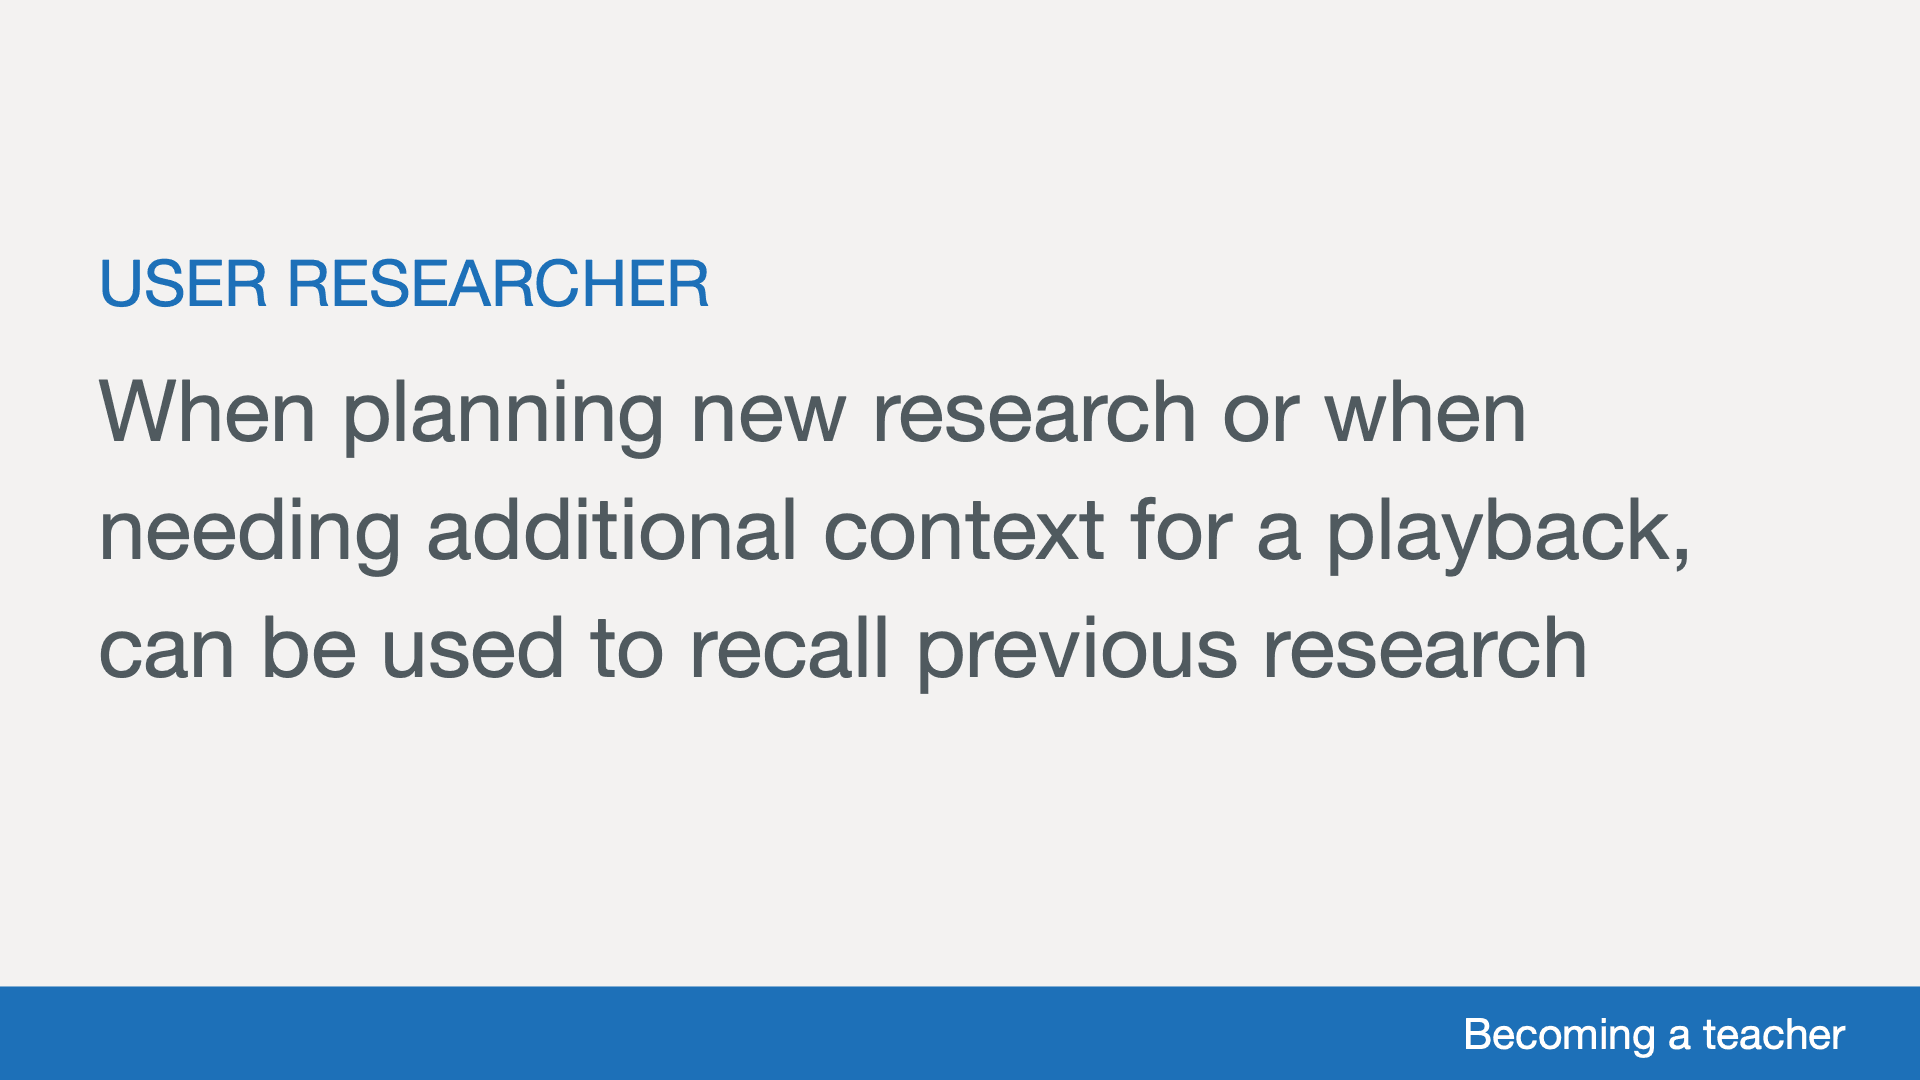 USER RESEARCHER
When planning new research or when
needing additional context for a playback,
can be used to recall previous research
Becoming a teacher